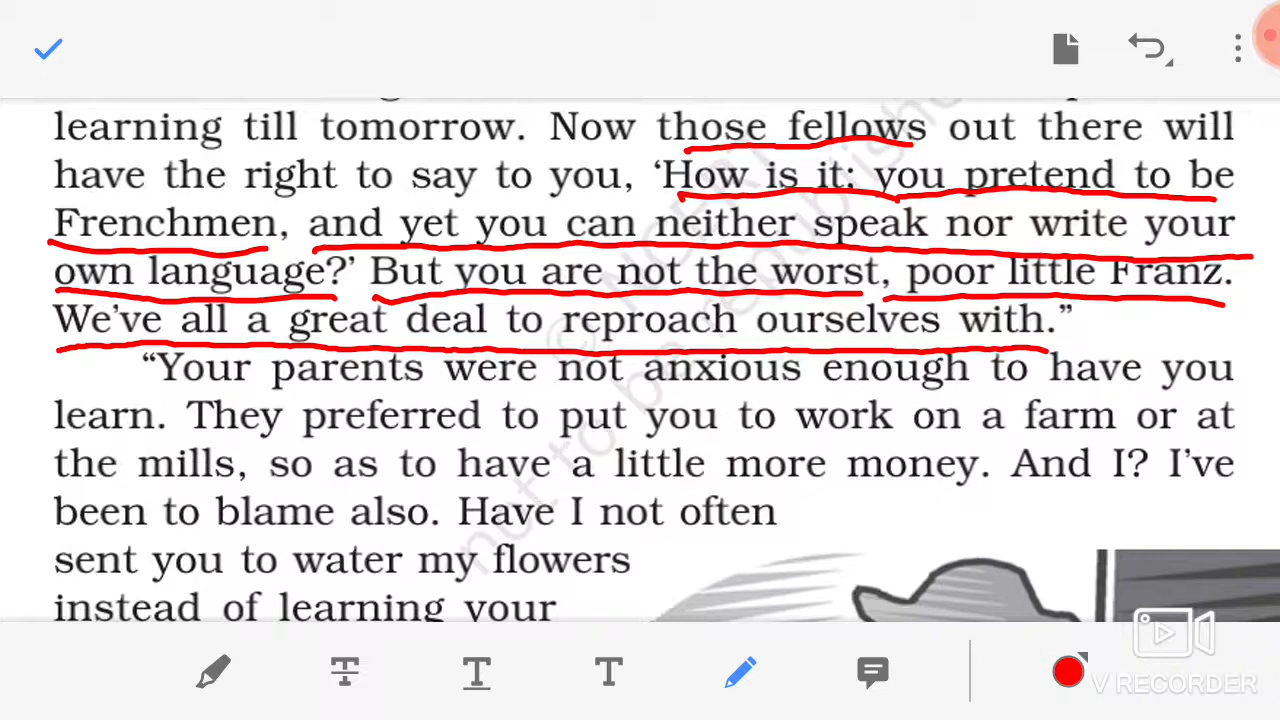 learning till tomorrow. Now those fellows out there will
have the right to say to you, ‘How is it; you pretend to be
Frenchmen, and yet you can neither speak nor write your
own language?’ But you are not the worst, poor little Franz.
We’ve all a great deal to reproach ourselves with.”
“Your parents were not anxious enough to have you
learn. They preferred to put you to work on a farm or at
the mills, so as to have a little more money. And I? I’ve
been to blame also. Have I not often
sent you to water my flowers
instead of learning your
© NCERT
not to be republished
V RECORDER